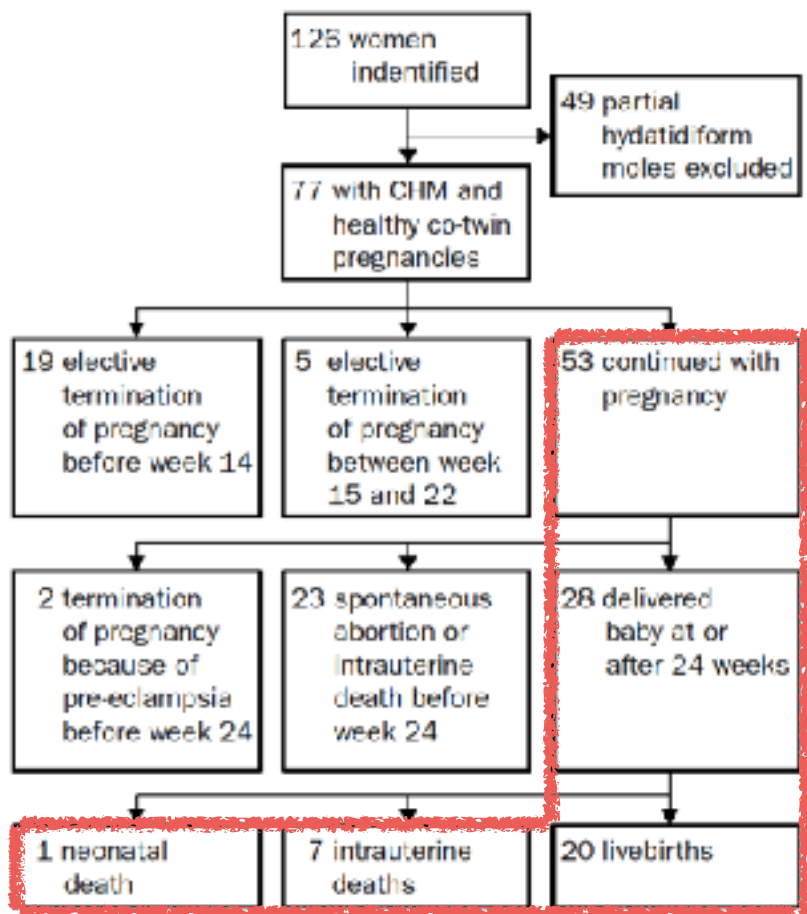 126 women
indentified
49 partial
hydatidiform
moles excluded
77 with CHM and
healthy co-twin
pregnancies
19 elective
termination
of pregnancy
before week 14
5 elective
termination
of pregnancy
between week
15 and 22
53 continued with
pregnancy
2 termination
of pregnancy
because of
pre-eclampsia
before week 24
23 spontaneous
abortion or
intrauterine
death before
week 24
28 delivered
baby at or
after 24 weeks
1 neonatal
death
7 intrauterine
deaths
20 livebirths